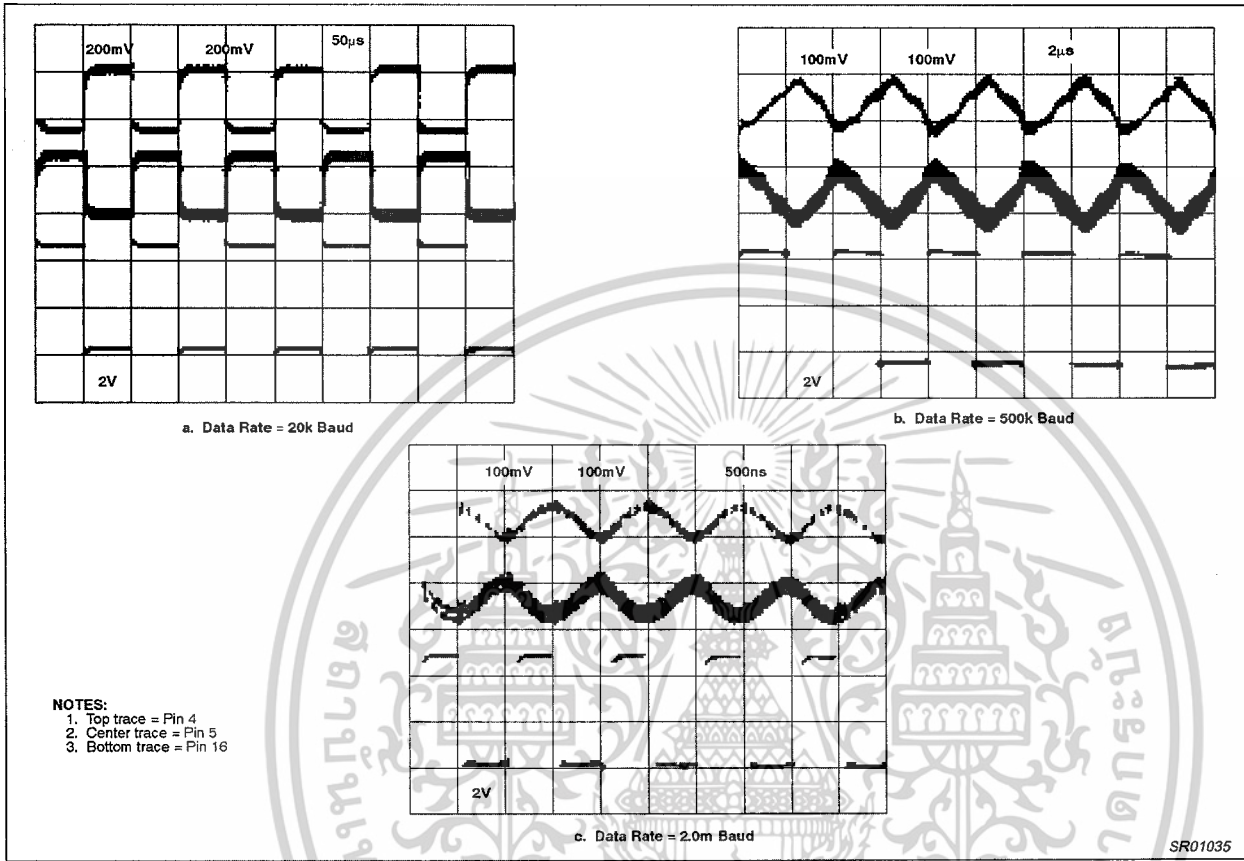 200mV 200mV 50µs
2V
a. Data Rate = 20k Baud
100mV 100mV 2µs
2V
b. Data Rate = 500k Baud
100mV 100mV 500ns
2V
c. Data Rate = 2.0m Baud
NOTES:
1. Top trace = Pin 4
2. Center trace = Pin 5
3. Bottom trace = Pin 16
SR01035